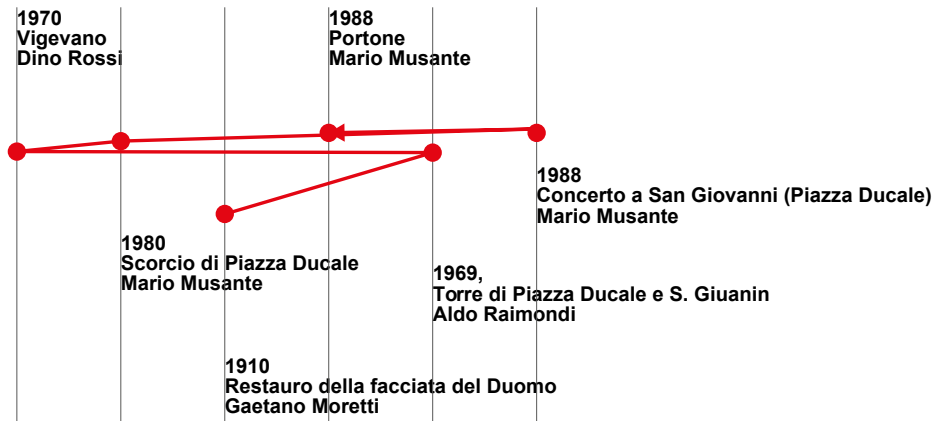 1970
Vigevano
Dino Rossi
1988
Portone
Mario Musante
1988
Concerto a San Giovanni (Piazza Ducale)
Mario Musante
1980
Scorcio di Piazza Ducale
Mario Musante
1969,
Torre di Piazza Ducale e S. Giuanin
Aldo Raimondi
1910
Restauro della facciata del Duomo
Gaetano Moretti